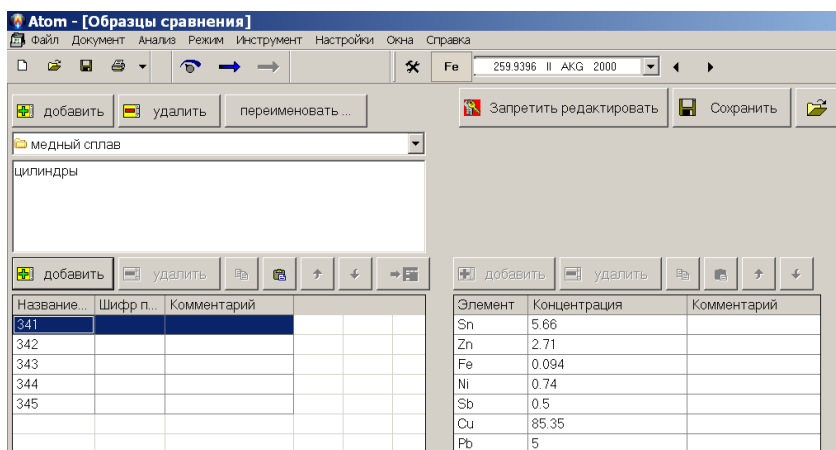 Atom - [Образцы сравнения]
Файл Документ Анализ Режим Инструмент Настройки Окна Справка
Fe 259.9396 II AKG 2000
добавить удалить переименовать ... Запретить редактировать Сохранить
медный сплав
цилиндры
добавить удалить добавить удалить
Название... Шифр п... Комментарий Элемент Концентрация Комментарий
341 Sn 5.66
342 Zn 2.71
343 Fe 0.094
344 Ni 0.74
345 Sb 0.5
Cu 85.35
Pb 5